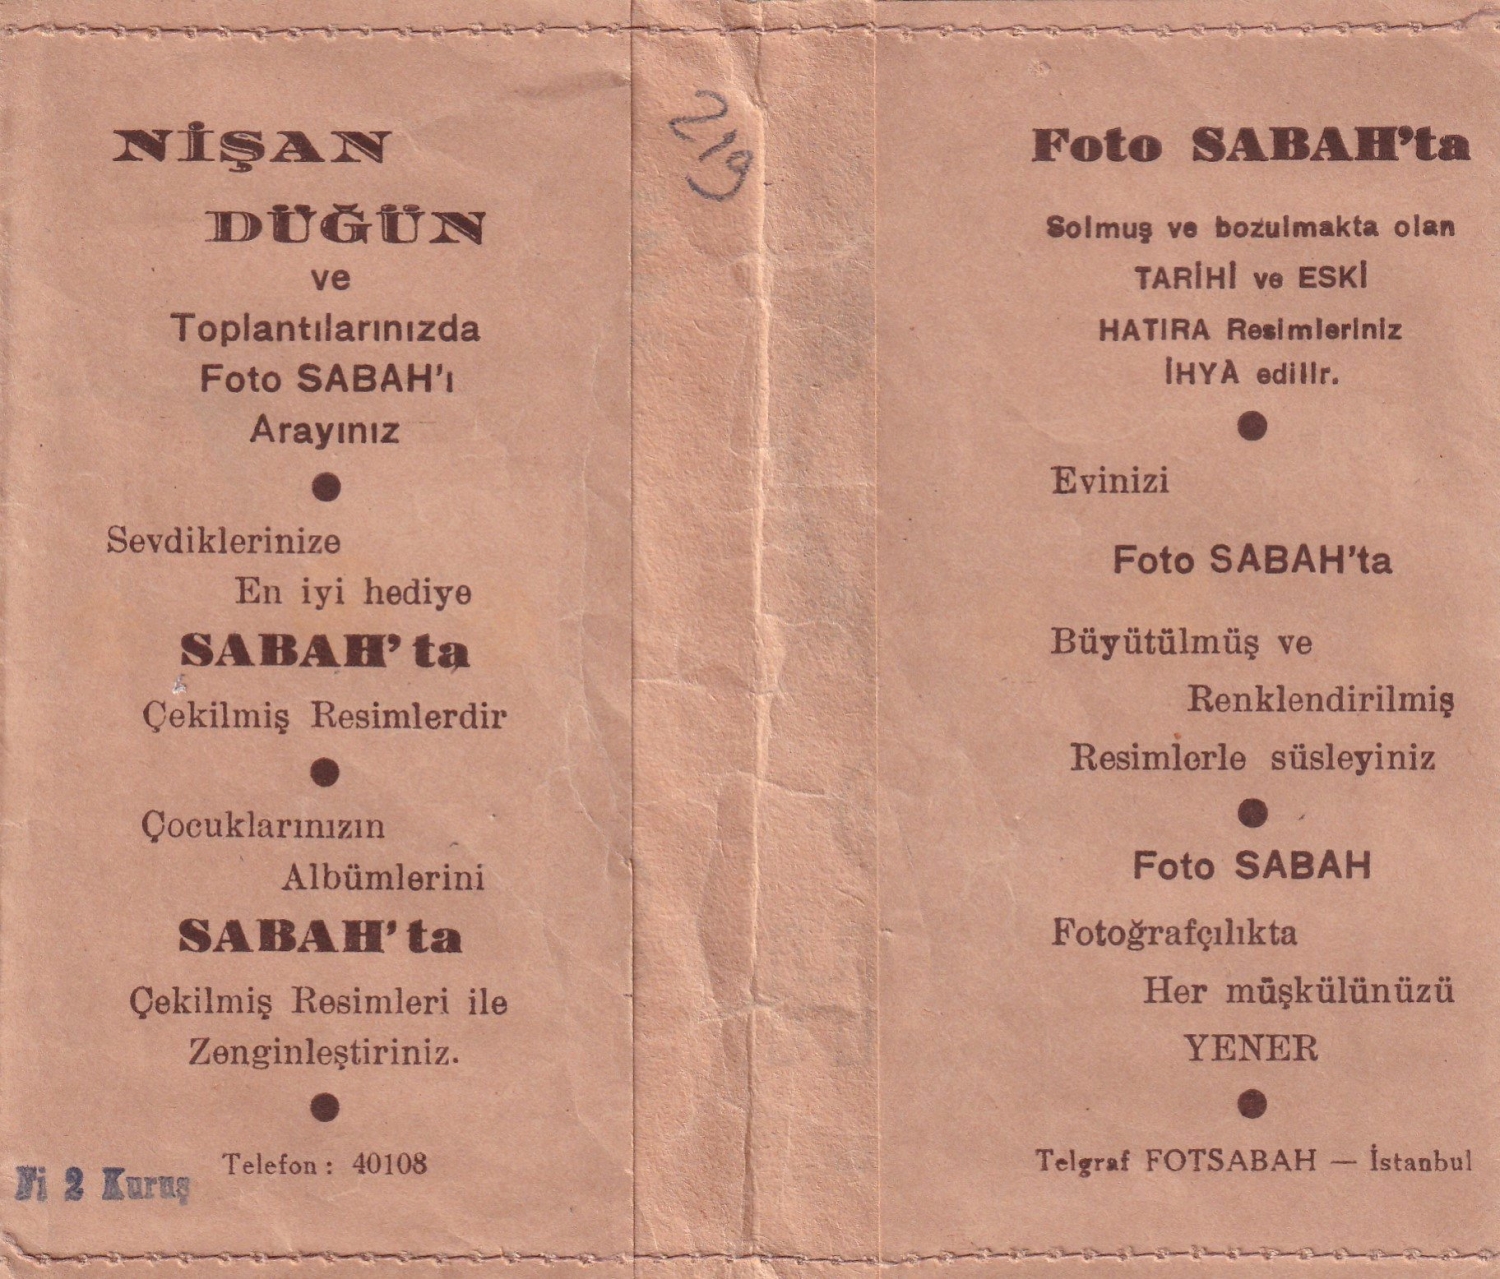 NİŞAN
DÜĞÜN
ve
Toplantılarınızda
Foto SABAH'ı
Arayınız
Sevdiklerinize
En iyi hediye
SABAH'ta
Çekilmiş Resimlerdir
Çocuklarınızın
Albümlerini
SABAH'ta
Çekilmiş Resimleri ile
Zenginleştiriniz.
Telefon : 40108
Fi 2 Kuruş
219
Foto SABAH'ta
Solmuş ve bozulmakta olan
TARİHİ ve ESKİ
HATIRA Resimleriniz
İHYA edilir.
Evinizi
Foto SABAH'ta
Büyütülmüş ve
Renklendirilmiş
Resimlerle süsleyiniz
Foto SABAH
Fotoğrafçılıkta
Her müşkülünüzü
YENER
Telgraf FOTSABAH — İstanbul